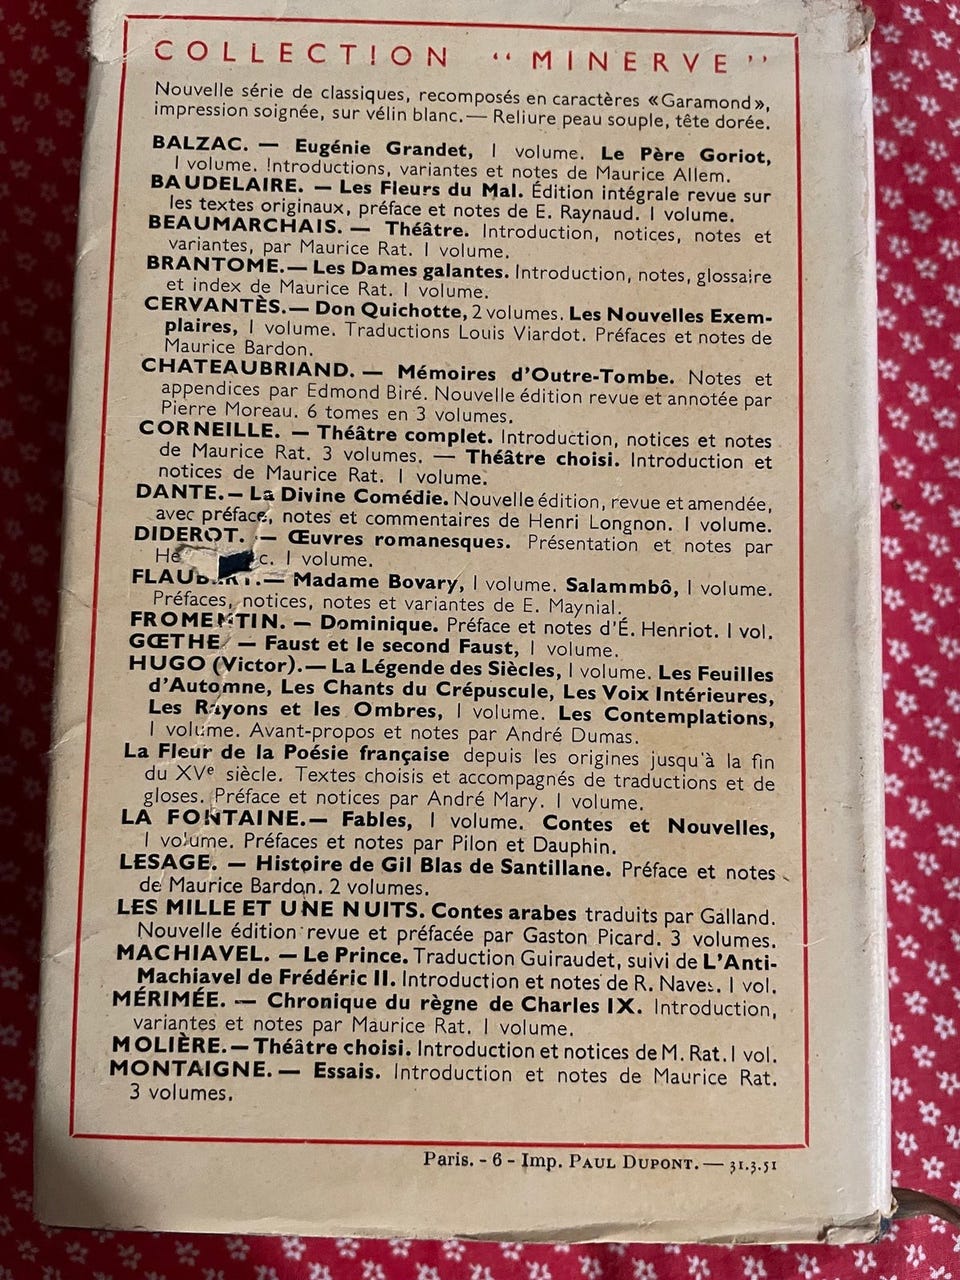 COLLECTION “MINERVE”
Nouvelle série de classiques, recomposés en caractères «Garamond»,
impression soignée, sur vélin blanc.— Reliure peau souple, tête dorée.
BALZAC. — Eugénie Grandet, 1 volume. Le Père Goriot,
1 volume. Introductions, variantes et notes de Maurice Allem.
BAUDELAIRE. — Les Fleurs du Mal. Édition intégrale revue sur
les textes originaux, préface et notes de E. Raynaud. 1 volume.
BEAUMARCHAIS. — Théâtre. Introduction, notices, notes et
variantes, par Maurice Rat. 1 volume.
BRANTOME.— Les Dames galantes. Introduction, notes, glossaire
et index de Maurice Rat. 1 volume.
CERVANTÈS.— Don Quichotte, 2 volumes. Les Nouvelles Exem-
plaires, 1 volume. Traductions Louis Viardot. Préfaces et notes de
Maurice Bardon.
CHATEAUBRIAND. — Mémoires d'Outre-Tombe. Notes et
appendices par Edmond Biré. Nouvelle édition revue et annotée par
Pierre Moreau. 6 tomes en 3 volumes.
CORNEILLE. — Théâtre complet. Introduction, notices et notes
de Maurice Rat. 3 volumes. — Théâtre choisi. Introduction et
notices de Maurice Rat. 1 volume.
DANTE.— La Divine Comédie. Nouvelle édition, revue et amendée,
avec préface, notes et commentaires de Henri Longnon. 1 volume.
DIDEROT. — Œuvres romanesques. Présentation et notes par
1 volume.
FLAUBERT.— Madame Bovary, 1 volume. Salammbô, 1 volume.
Préfaces, notices, notes et variantes de E. Maynial.
FROMENTIN. — Dominique. Préface et notes d'É. Henriot. 1 vol.
GŒTHE — Faust et le second Faust, 1 volume.
HUGO (Victor).— La Légende des Siècles, 1 volume. Les Feuilles
d'Automne, Les Chants du Crépuscule, Les Voix Intérieures,
Les Rayons et les Ombres, 1 volume. Les Contemplations,
1 volume. Avant-propos et notes par André Dumas.
La Fleur de la Poésie française depuis les origines jusqu'à la fin
du XVe siècle. Textes choisis et accompagnés de traductions et de
gloses. Préface et notices par André Mary. 1 volume.
LA FONTAINE.— Fables, 1 volume. Contes et Nouvelles,
1 volume. Préfaces et notes par Pilon et Dauphin.
LESAGE. — Histoire de Gil Blas de Santillane. Préface et notes
de Maurice Bardon. 2 volumes.
LES MILLE ET UNE NUITS. Contes arabes traduits par Galland.
Nouvelle édition revue et préfacée par Gaston Picard. 3 volumes.
MACHIAVEL. — Le Prince. Traduction Guiraudet, suivi de L'Anti-
Machiavel de Frédéric II. Introduction et notes de R. Naves. 1 vol.
MÉRIMÉE. — Chronique du règne de Charles IX. Introduction,
variantes et notes par Maurice Rat. 1 volume.
MOLIÈRE.— Théâtre choisi. Introduction et notices de M. Rat. 1 vol.
MONTAIGNE. — Essais. Introduction et notes de Maurice Rat.
3 volumes.
Paris. - 6 - Imp. PAUL DUPONT. — 31.3.51